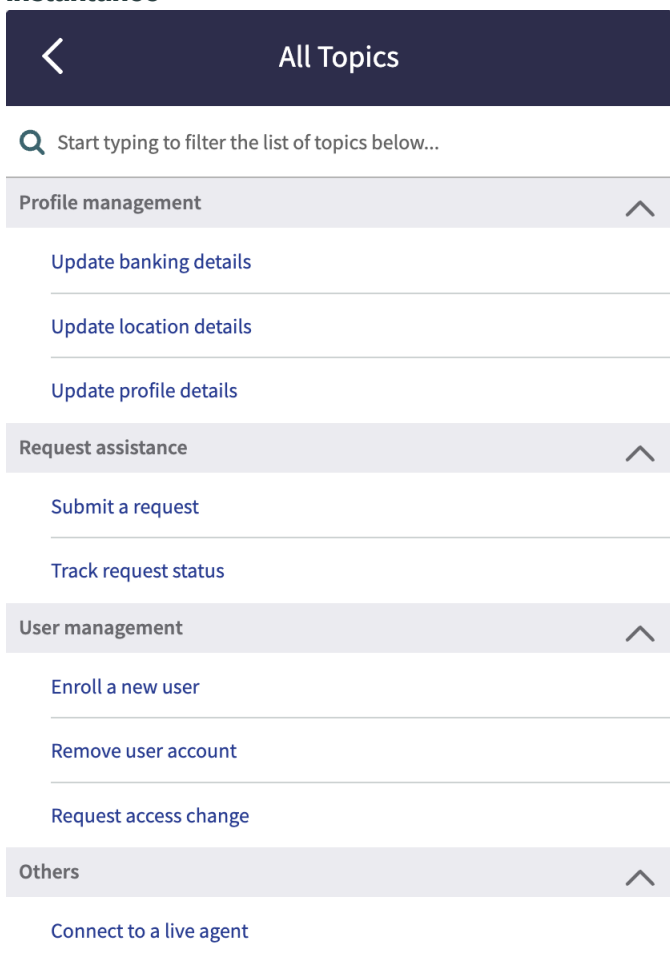 All Topics
Start typing to filter the list of topics below...
Profile management
Update banking details
Update location details
Update profile details
Request assistance
Submit a request
Track request status
User management
Enroll a new user
Remove user account
Request access change
Others
Connect to a live agent